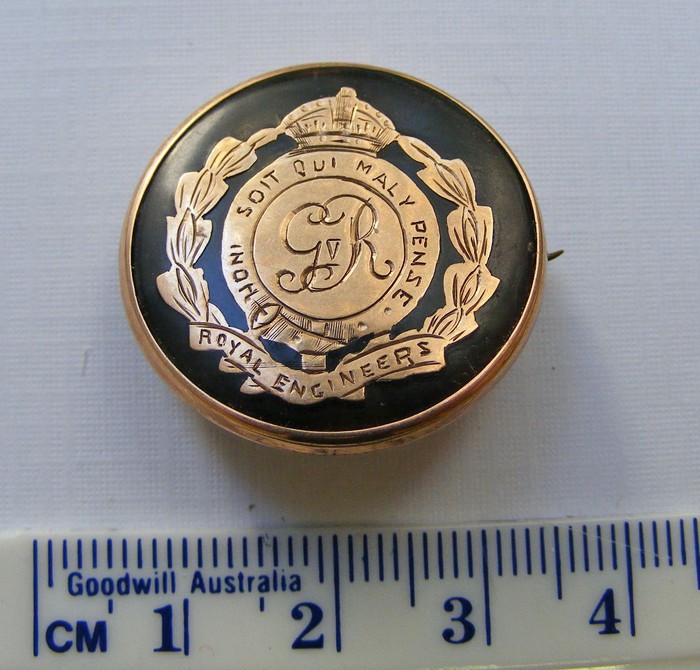 HONI SOIT QUI MALY PENSE
GVR
ROYAL ENGINEERS
Goodwill Australia
CM 1 2 3 4